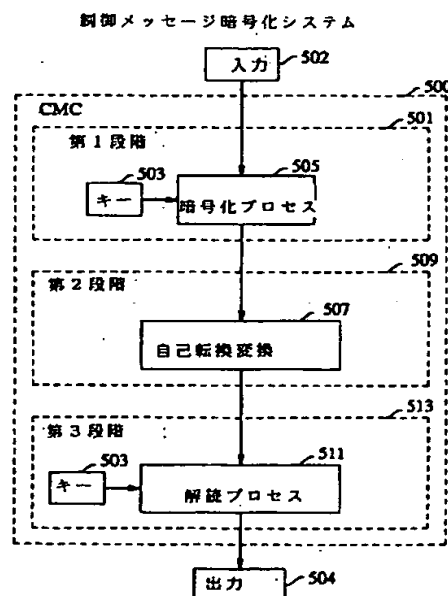 制御メッセージ暗号化システム
入力
502
500
CMC
501
第1段階
503
505
キー
暗号化プロセス
509
第2段階
507
自己転換変換
513
第3段階
503
511
キー
解読プロセス
出力
504